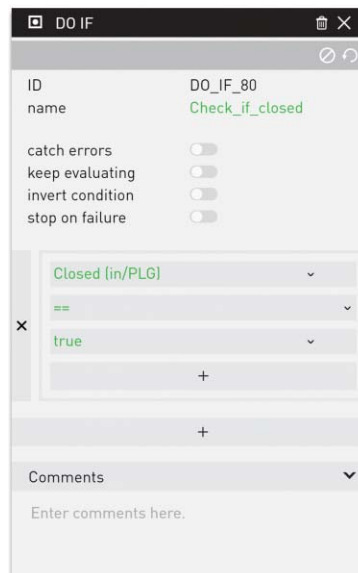 DO IF
ID DO_IF_80
name Check_if_closed
catch errors
keep evaluating
invert condition
stop on failure
Closed (in/PLG)
==
true
+
+
Comments
Enter comments here.